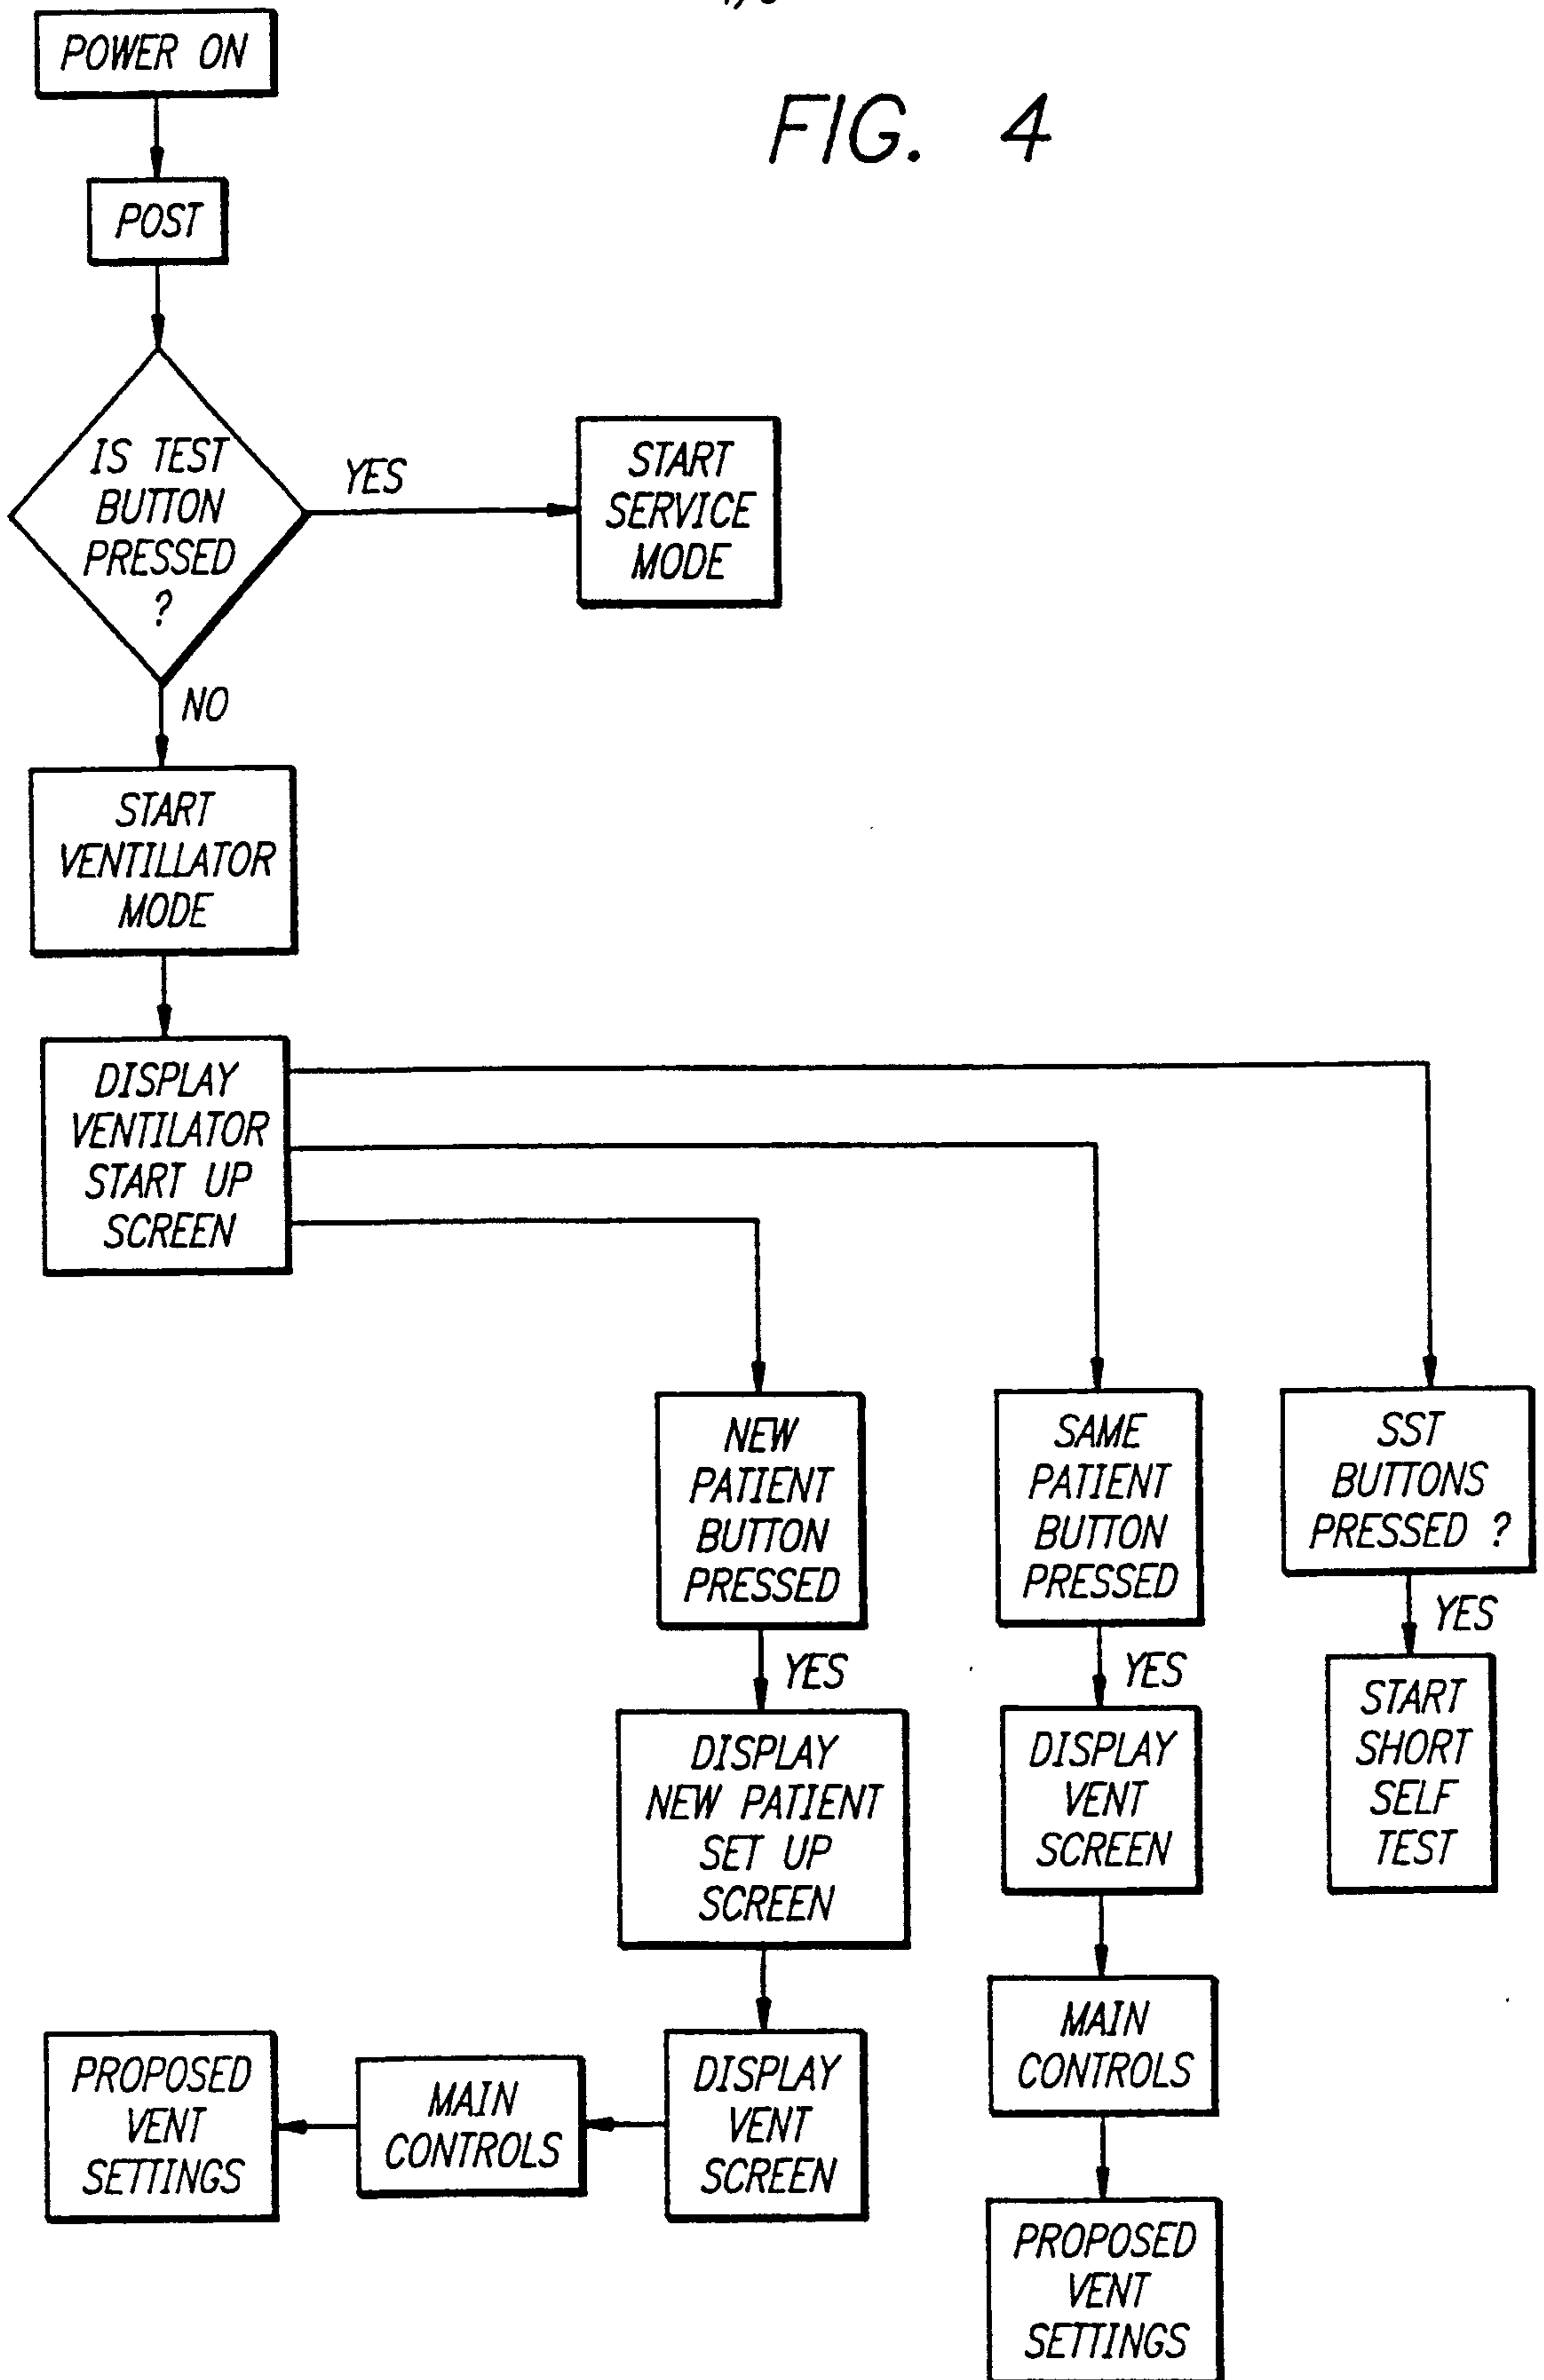 FIG. 4
POWER ON
POST
IS TEST
BUTTON
PRESSED
?
YES
START
SERVICE
MODE
NO
START
VENTILLATOR
MODE
DISPLAY
VENTILATOR
START UP
SCREEN
NEW
PATIENT
BUTTON
PRESSED
YES
DISPLAY
NEW PATIENT
SET UP
SCREEN
DISPLAY
VENT
SCREEN
MAIN
CONTROLS
PROPOSED
VENT
SETTINGS
SAME
PATIENT
BUTTON
PRESSED
YES
DISPLAY
VENT
SCREEN
MAIN
CONTROLS
PROPOSED
VENT
SETTINGS
SST
BUTTONS
PRESSED ?
YES
START
SHORT
SELF
TEST